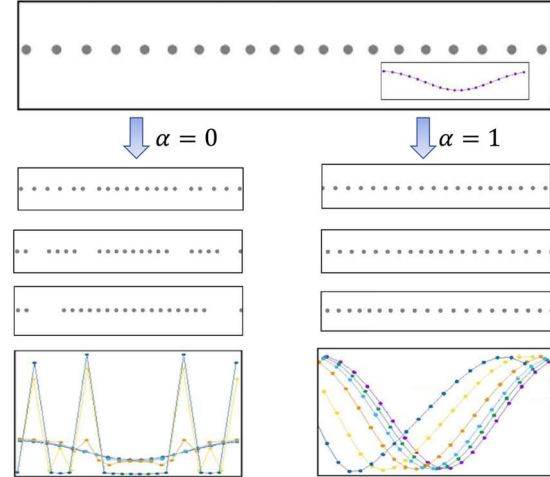 α = 0
α = 1